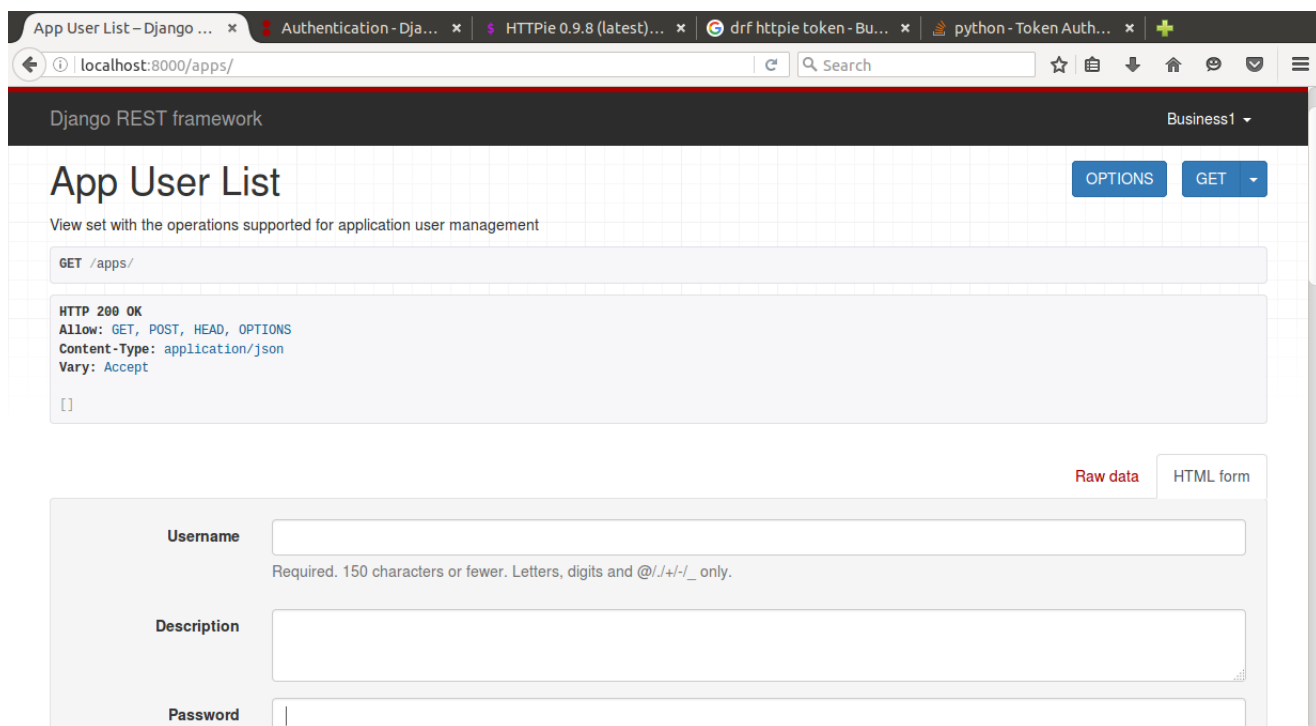 App User List – Django ... × Authentication - Dja... × $ HTTPie 0.9.8 (latest)... × G drf httpie token - Bu... × python - Token Auth... ×
localhost:8000/apps/ Search
Django REST framework Business1
App User List OPTIONS GET
View set with the operations supported for application user management
GET /apps/
HTTP 200 OK
Allow: GET, POST, HEAD, OPTIONS
Content-Type: application/json
Vary: Accept
[]
Raw data HTML form
Username
Required. 150 characters or fewer. Letters, digits and @/./+/-/_ only.
Description
Password